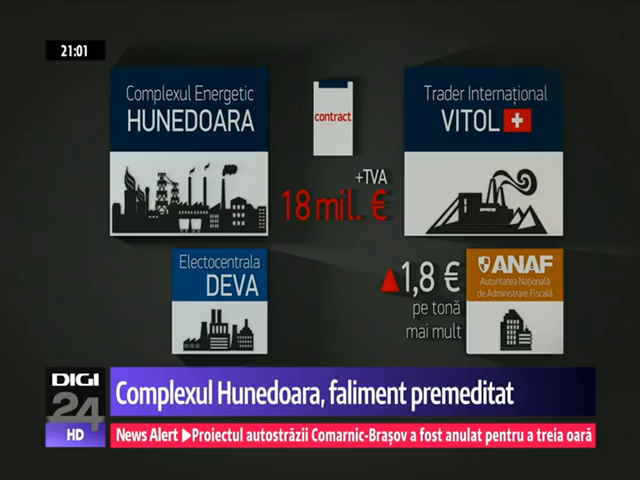 21:01
Complexul Energetic
HUNEDOARA
contract
Trader Internațional
VITOL
+TVA
18 mil. €
Electocentrala
DEVA
1,8 €
pe tonă
mai mult
ANAF
Autoritatea Națională
de Administrare Fiscală
DIGI
24
HD
Complexul Hunedoara, faliment premeditat
News Alert ▶Proiectul autostrăzii Comarnic-Brașov a fost anulat pentru a treia oară